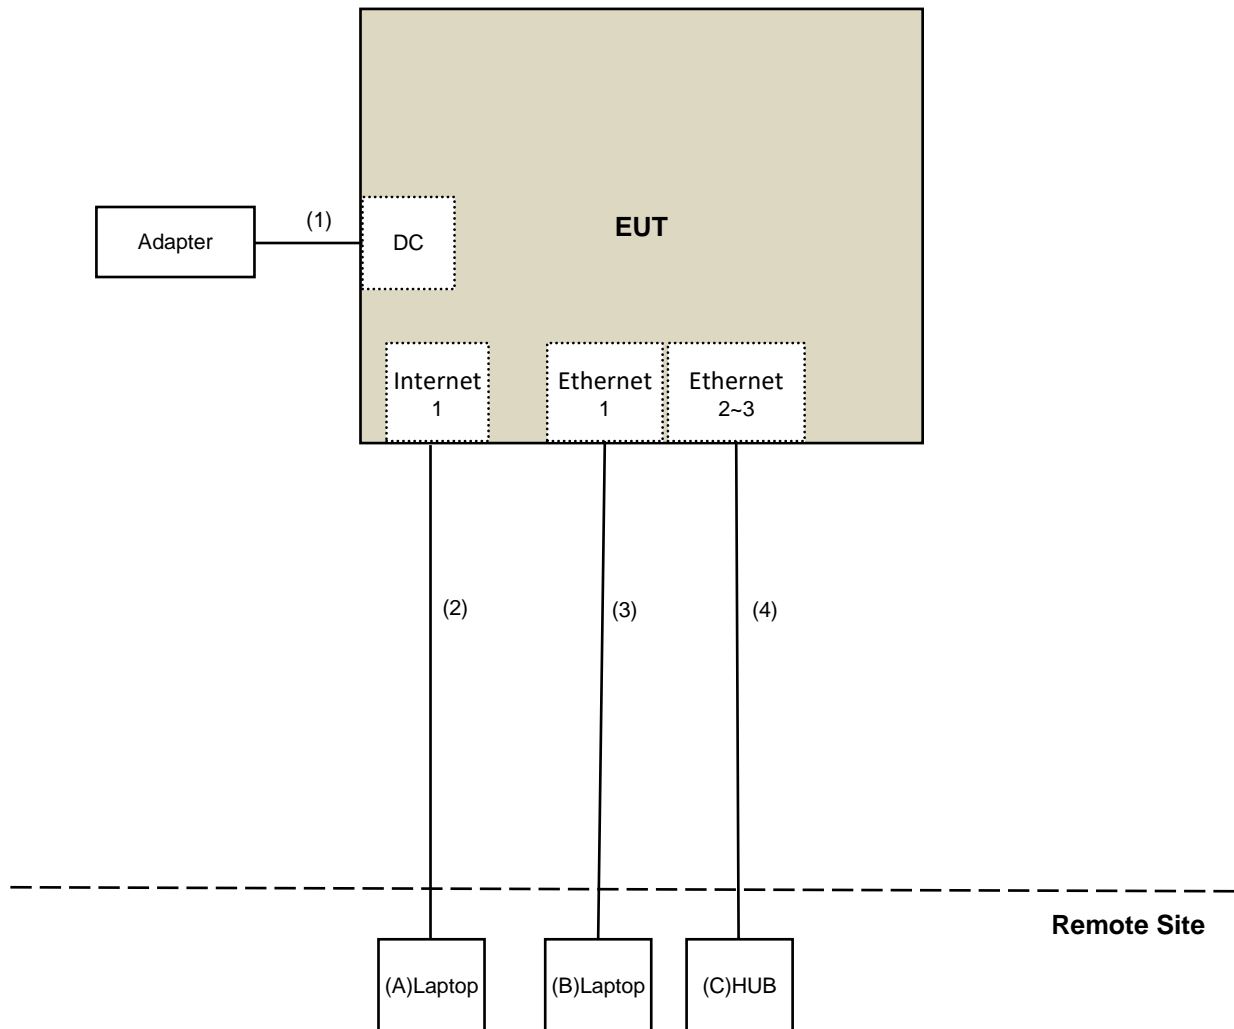 EUT
(1)
Adapter
DC
Internet
1
Ethernet
1
Ethernet
2~3
(2)
(3)
(4)
Remote Site
(A)Laptop
(B)Laptop
(C)HUB